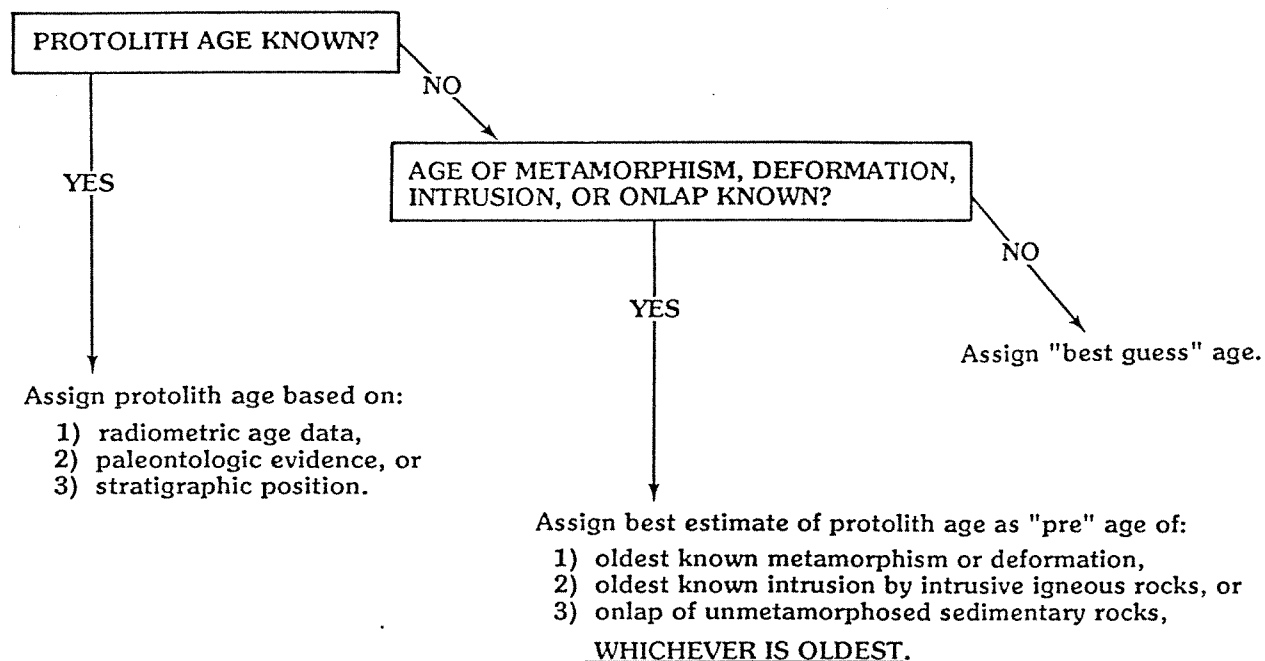 PROTOLITH AGE KNOWN?
NO
YES
AGE OF METAMORPHISM, DEFORMATION,
INTRUSION, OR ONLAP KNOWN?
NO
YES
Assign "best guess" age.
Assign protolith age based on:
1) radiometric age data,
2) paleontologic evidence, or
3) stratigraphic position.
Assign best estimate of protolith age as "pre" age of:
1) oldest known metamorphism or deformation,
2) oldest known intrusion by intrusive igneous rocks, or
3) onlap of unmetamorphosed sedimentary rocks,
WHICHEVER IS OLDEST.